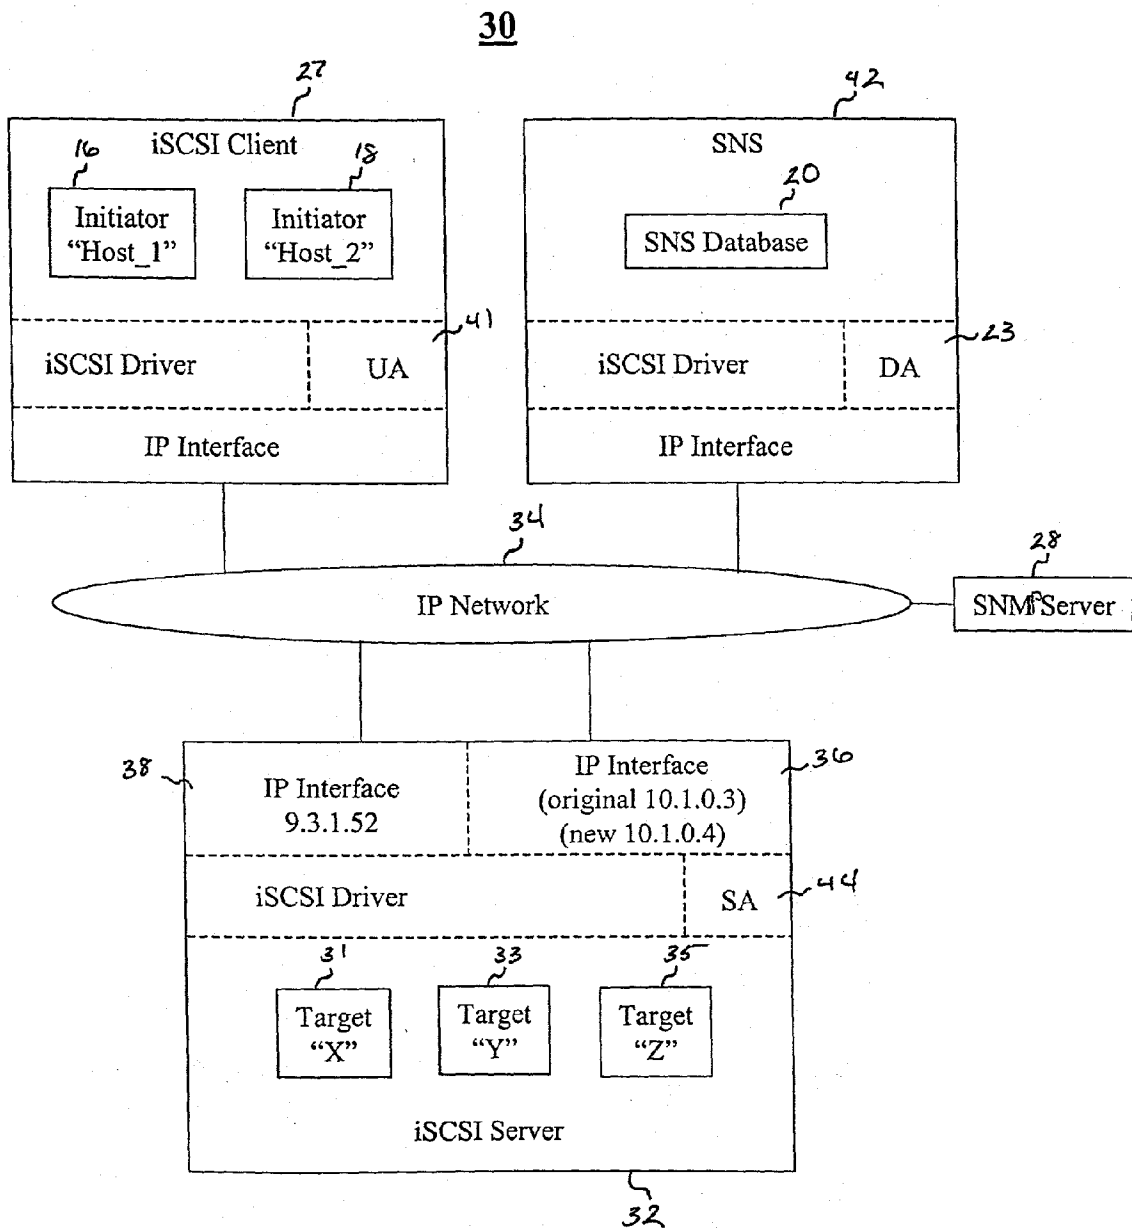 30
27
iSCSI Client
16
Initiator
“Host_1”
18
Initiator
“Host_2”
iSCSI Driver
UA
41
IP Interface
42
SNS
20
SNS Database
iSCSI Driver
DA
23
IP Interface
34
IP Network
28
SNMP Server
38
IP Interface
9.3.1.52
IP Interface
(original 10.1.0.3)
(new 10.1.0.4)
36
iSCSI Driver
SA
44
31
Target
“X”
33
Target
“Y”
35
Target
“Z”
iSCSI Server
32